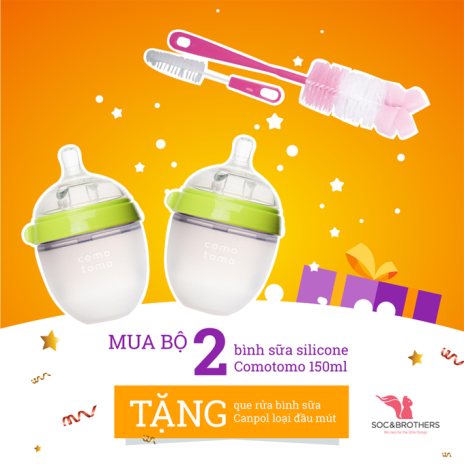 como
tomo
como
tomo
MUA BỘ 2 bình sữa silicone
Comotomo 150ml
TẶNG que rửa bình sữa
Canpol loại đầu mút
SOC&BROTHERS